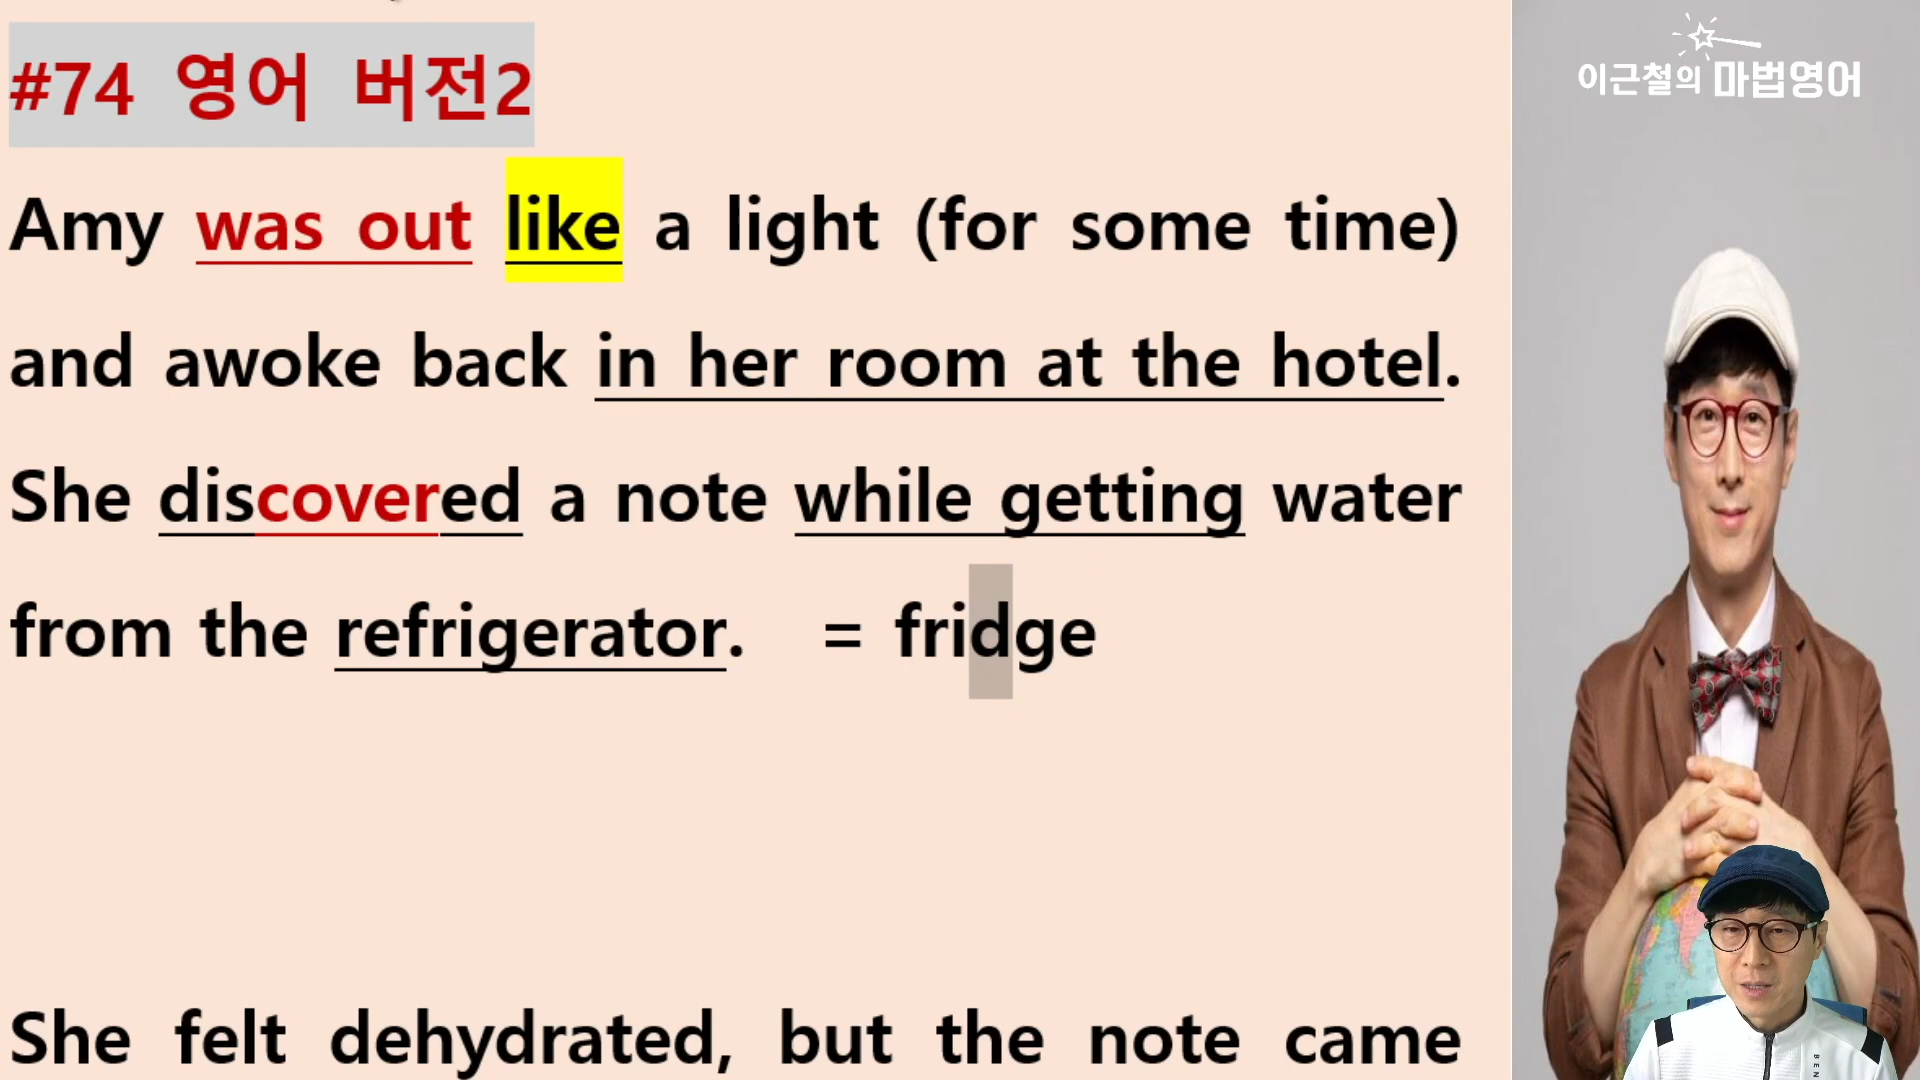 #74 영어 버전2
Amy was out like a light (for some time)
and awoke back in her room at the hotel.
She discovered a note while getting water
from the refrigerator. = fridge
She felt dehydrated, but the note came
이근철의 마법영어
BEN